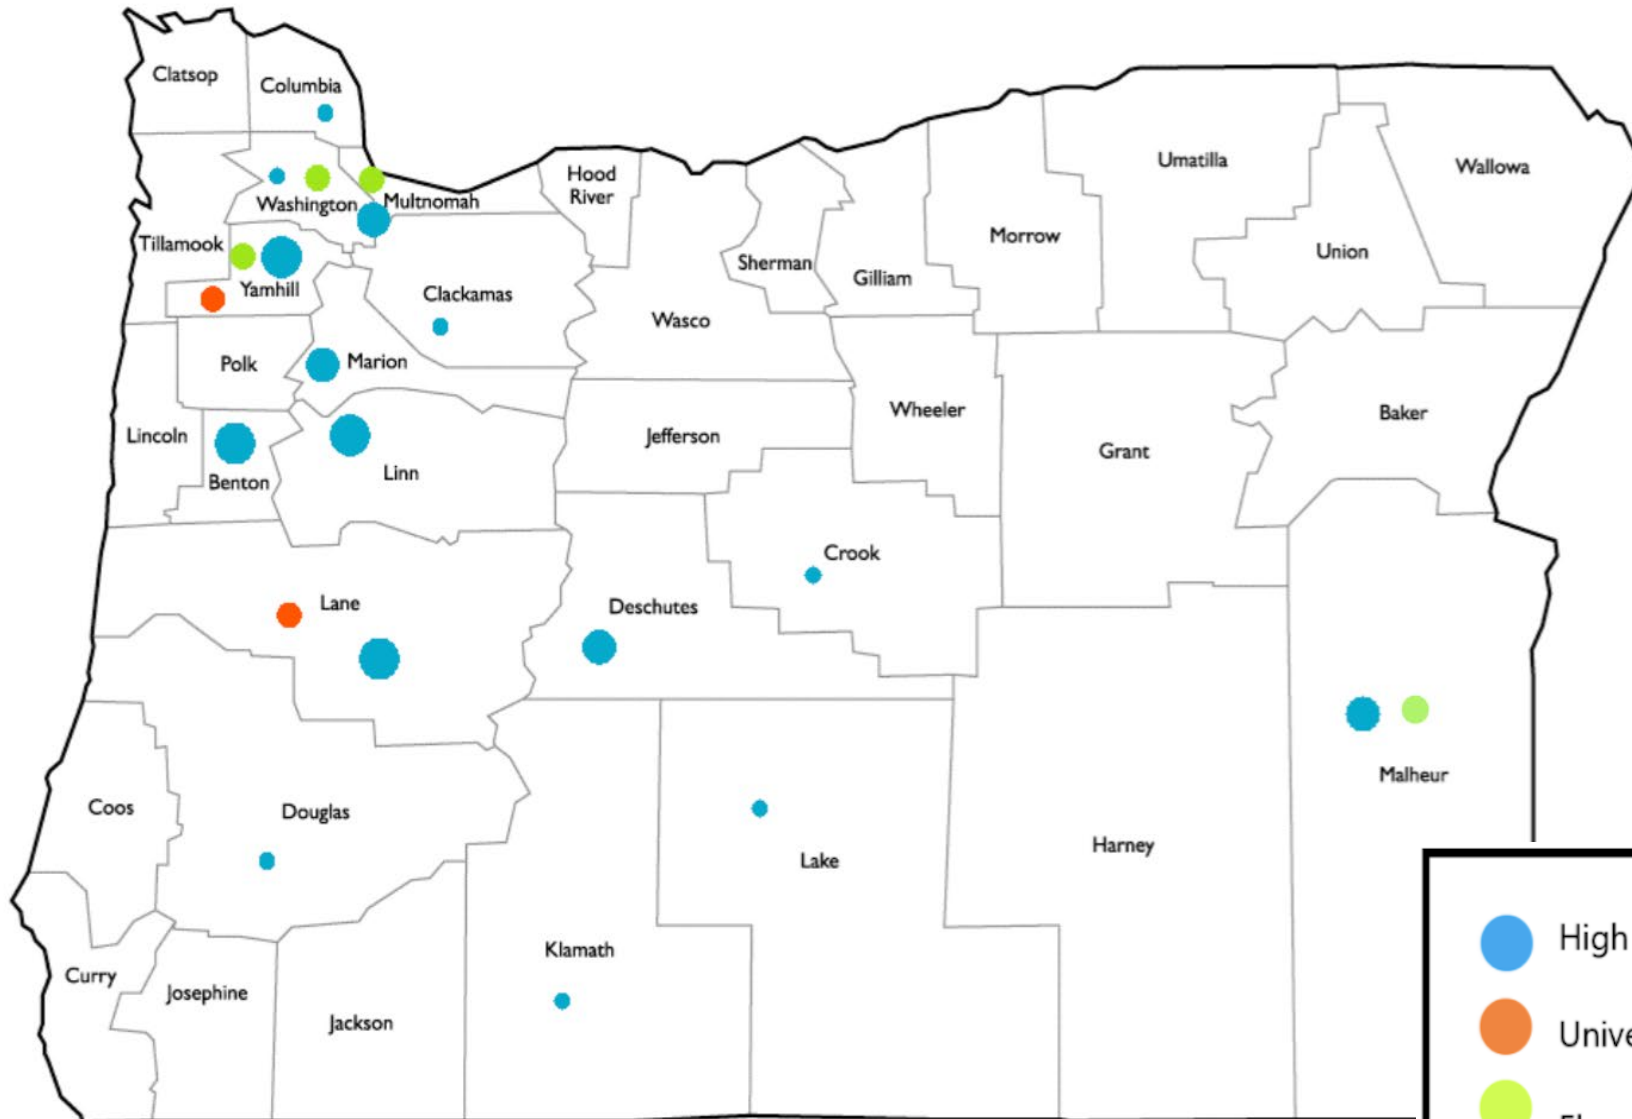 Clatsop
Columbia
Washington
Multnomah
Hood
River
Tillamook
Yamhill
Clackamas
Wasco
Sherman
Gilliam
Morrow
Umatilla
Union
Wallowa
Polk
Marion
Lincoln
Benton
Linn
Jefferson
Wheeler
Grant
Baker
Crook
Lane
Deschutes
Malheur
Coos
Douglas
Lake
Harney
Klamath
Curry
Josephine
Jackson
High
Unive